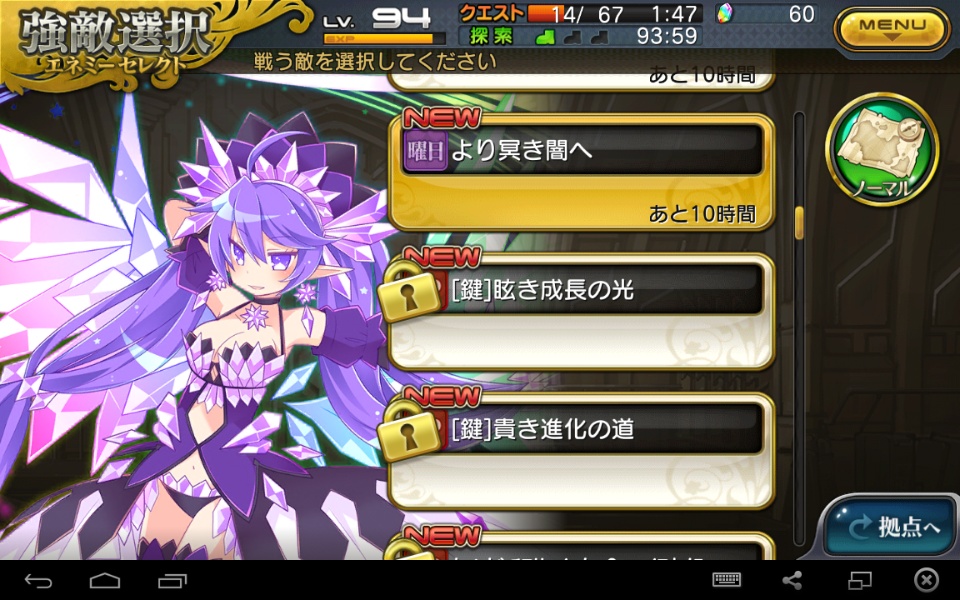 強敵選択
エネミーセレクト
LV. 94
EXP
クエスト 14/ 67 1:47
探索 93:59
60
MENU
戦う敵を選択してください
あと10時間
NEW
曜日 より冥き闇へ
あと10時間
ノーマル
NEW
[鍵]眩き成長の光
NEW
[鍵]貴き進化の道
NEW
拠点へ